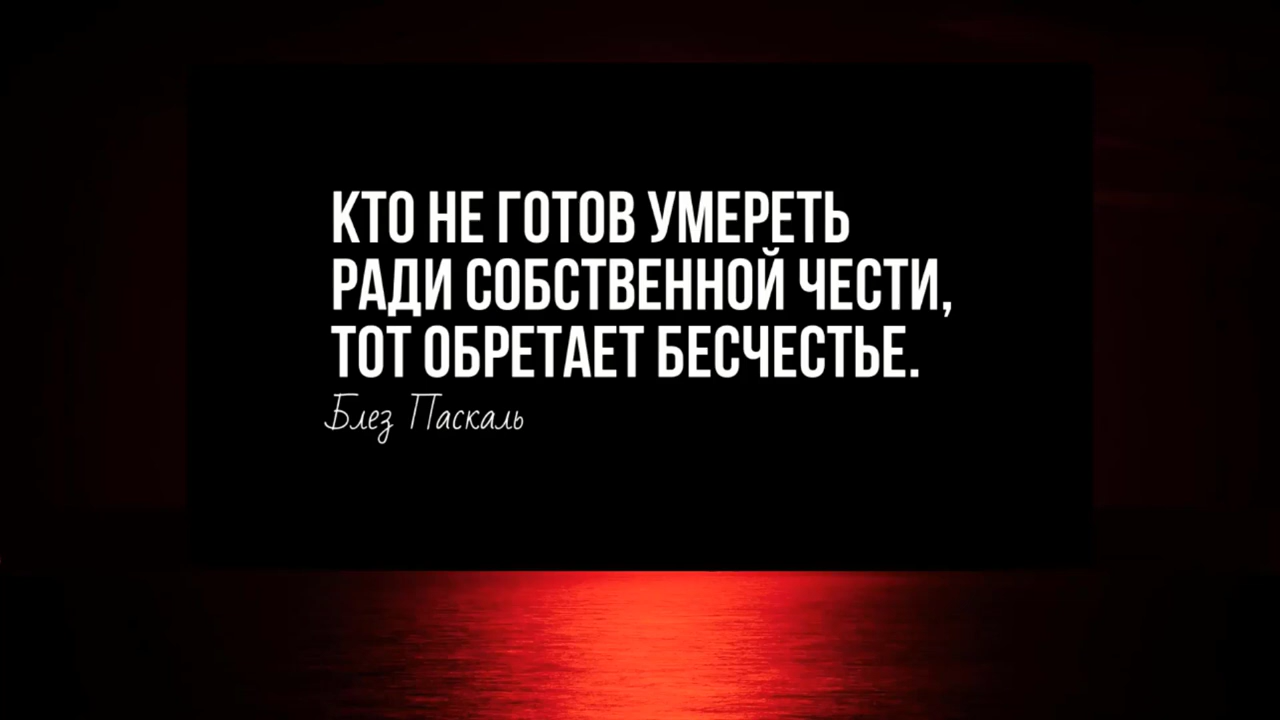 КТО НЕ ГОТОВ УМЕРЕТЬ
РАДИ СОБСТВЕННОЙ ЧЕСТИ,
ТОТ ОБРЕТАЕТ БЕСЧЕСТЬЕ.
Блез Паскаль